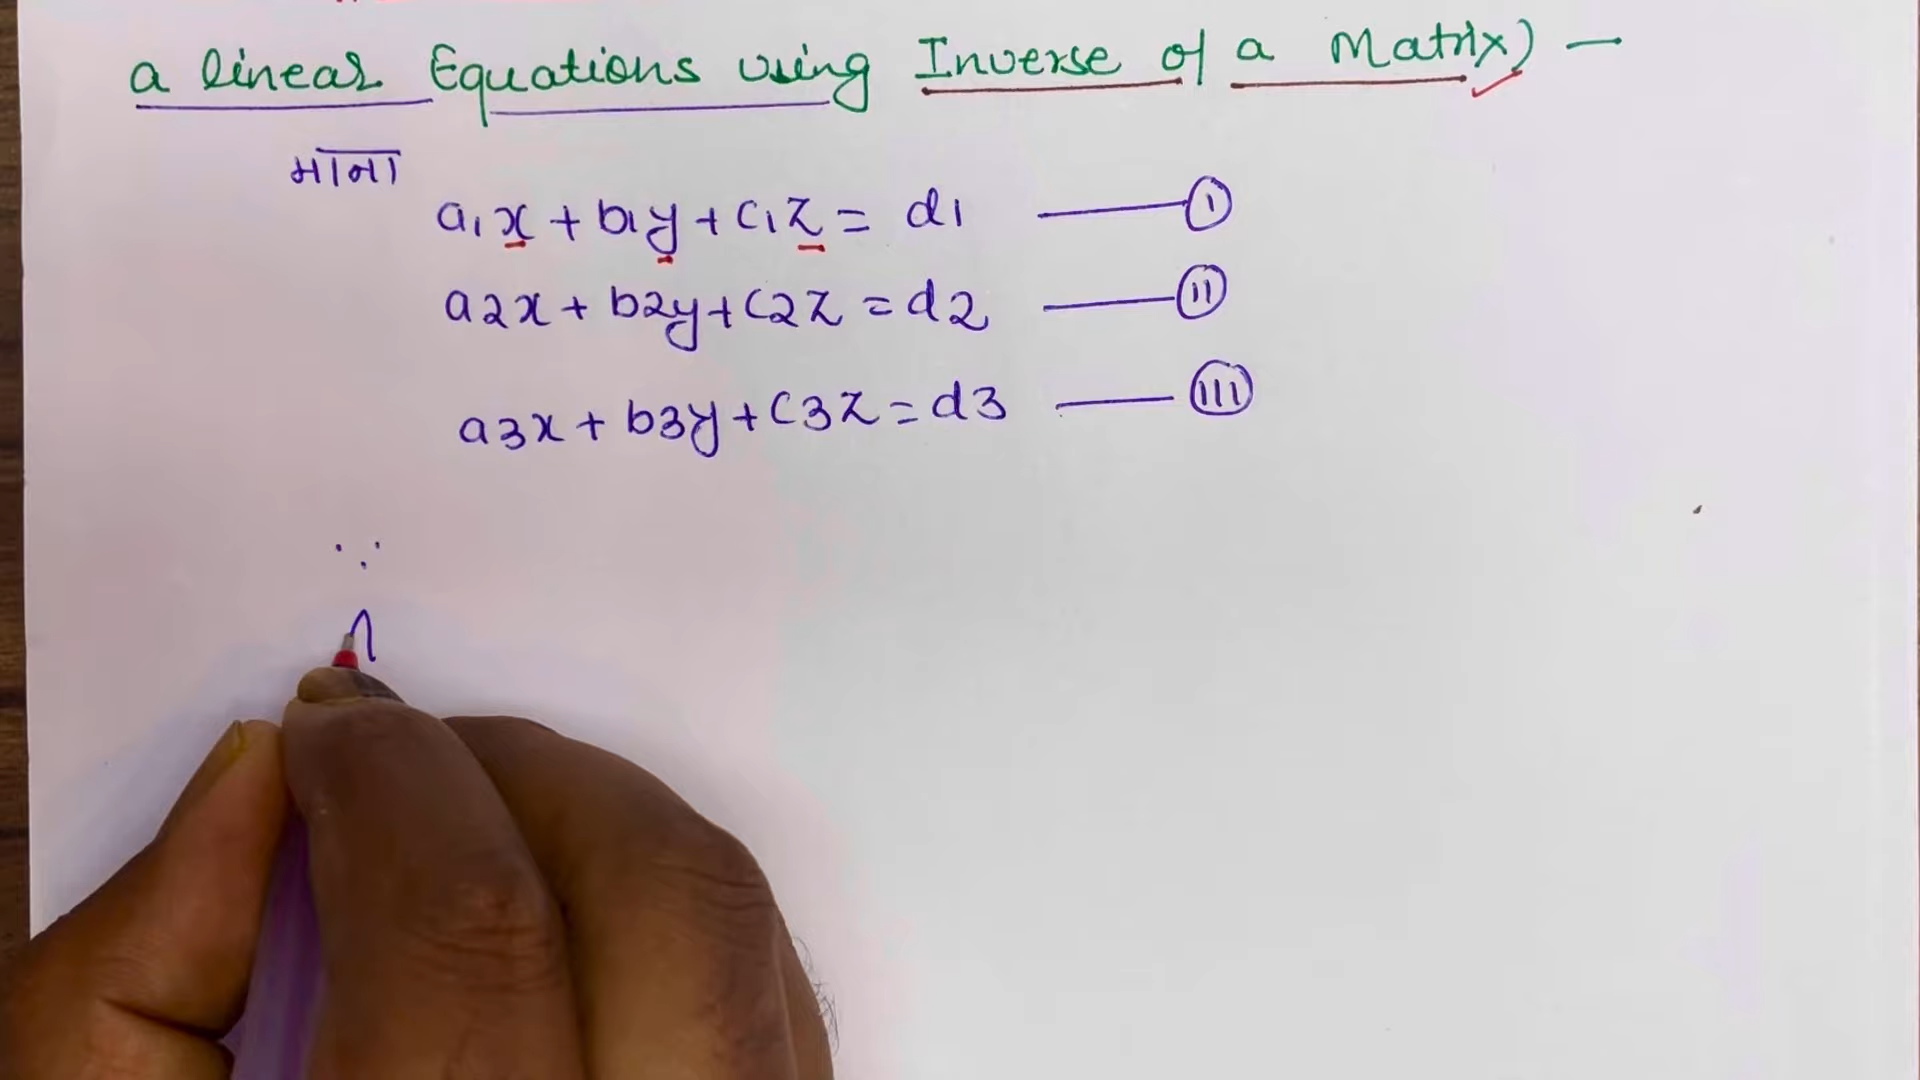 a linear Equations using Inverse of a Matrix) —
माना
a1x + b1y + c1z = d1 — I
a2x + b2y + c2z = d2 — II
a3x + b3y + c3z = d3 — III
∵